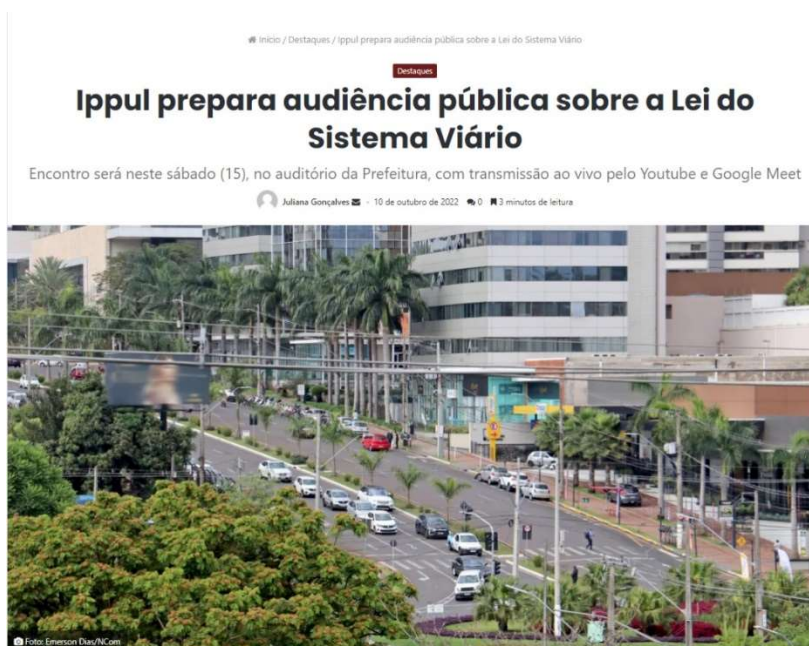 Início / Destaques / Ippul prepara audiência pública sobre a Lei do Sistema Viário
Destaques
Ippul prepara audiência pública sobre a Lei do
Sistema Viário
Encontro será neste sábado (15), no auditório da Prefeitura, com transmissão ao vivo pelo Youtube e Google Meet
Juliana Gonçalves - 10 de outubro de 2022 0 3 minutos de leitura
Foto: Emerson Dias/NCom